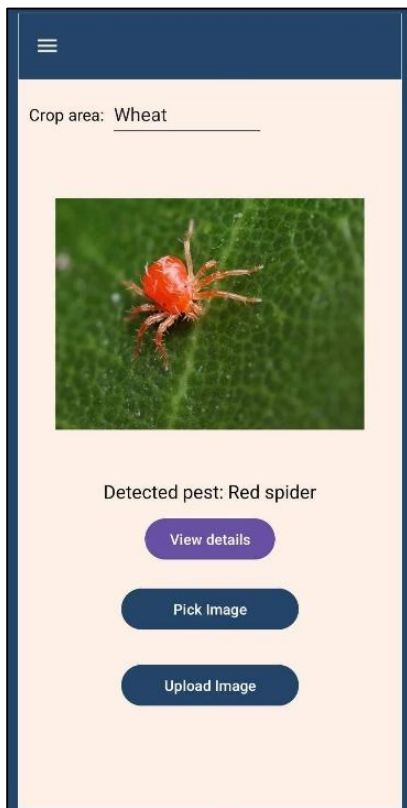 Crop area: Wheat
Detected pest: Red spider
View details
Pick Image
Upload Image